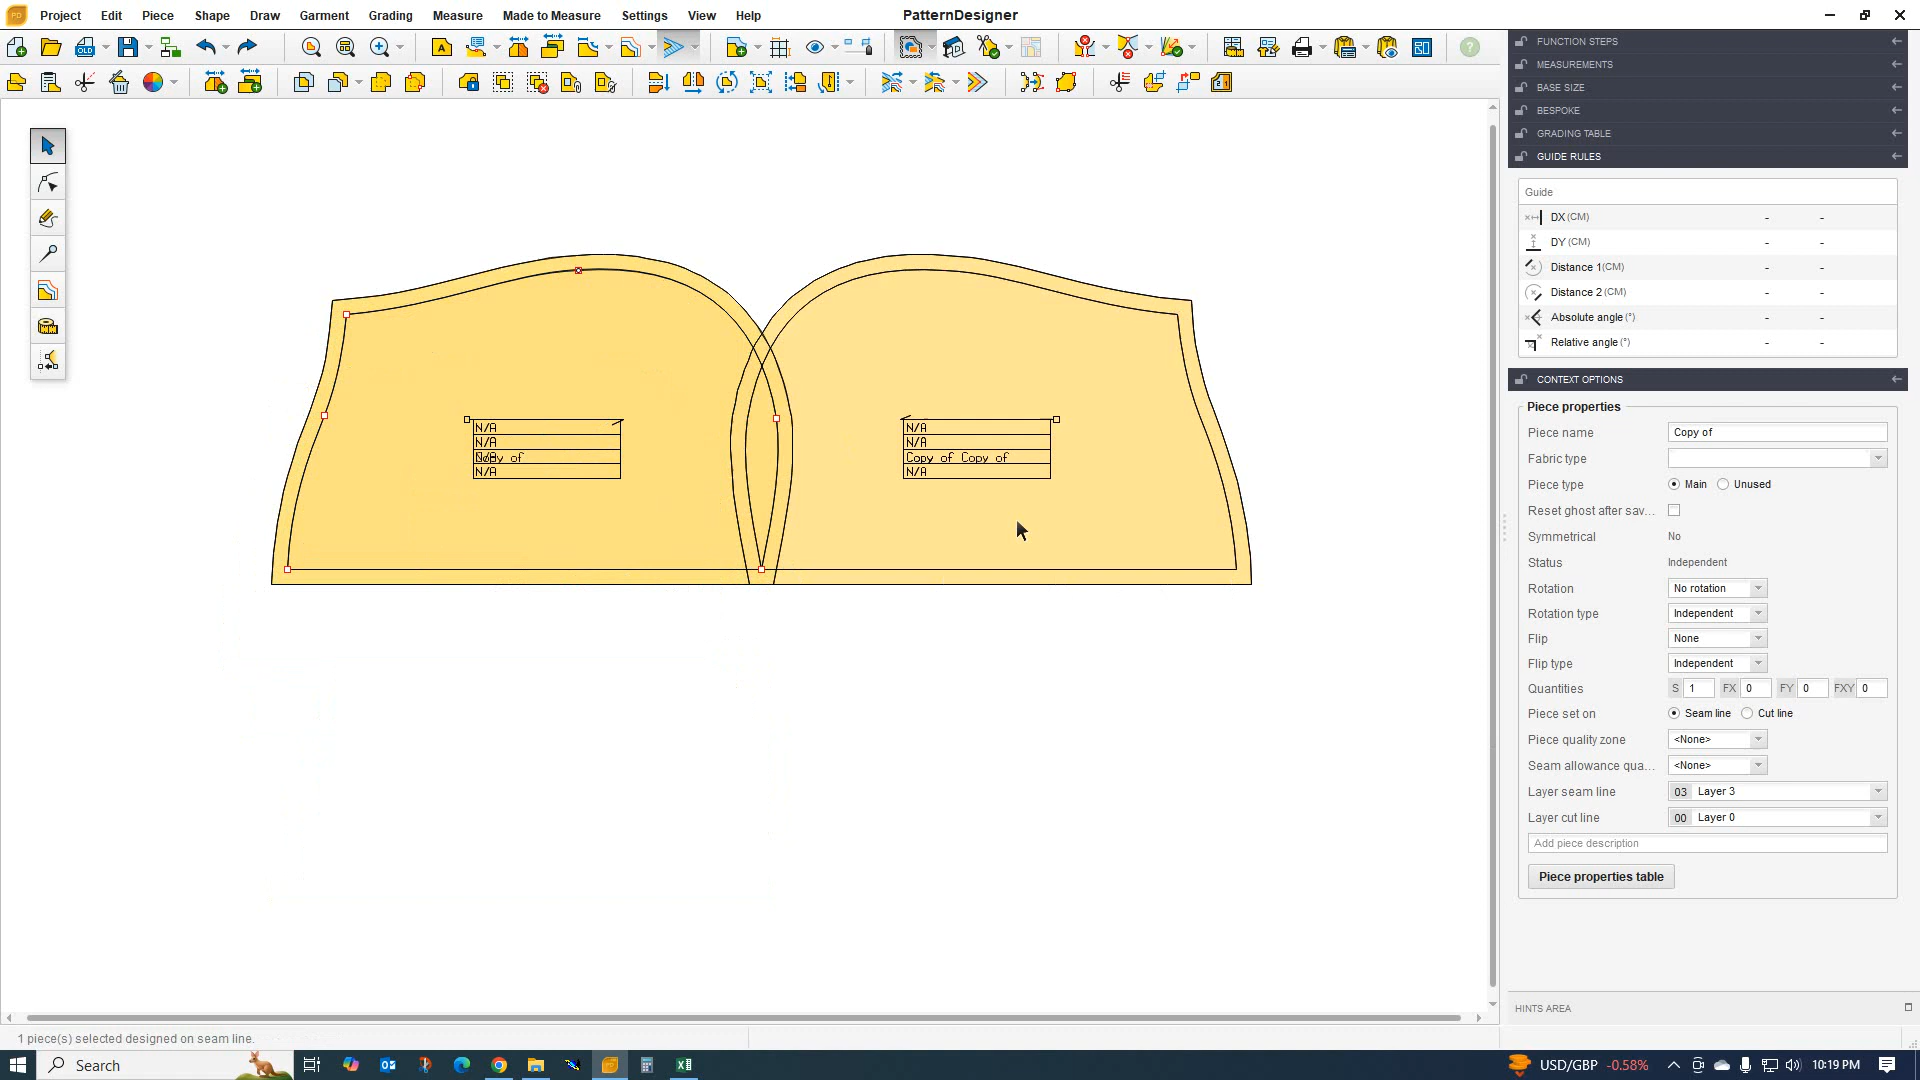 Project Edit Piece Shape Draw Garment Grading Measure Made to Measure Settings View Help PatternDesigner
FUNCTION STEPS
MEASUREMENTS
BASE SIZE
BESPOKE
GRADING TABLE
GUIDE RULES
Guide
DX (CM) - -
DY (CM) - -
Distance 1(CM) - -
Distance 2 (CM) - -
Absolute angle (°) - -
Relative angle (°) - -
CONTEXT OPTIONS
Piece properties
Piece name Copy of
Fabric type
Piece type Main Unused
Reset ghost after sav...
Symmetrical No
Status Independent
Rotation No rotation
Rotation type Independent
Flip None
Flip type Independent
Quantities S 1 FX 0 FY 0 FXY 0
Piece set on Seam line Cut line
Piece quality zone <None>
Seam allowance qua... <None>
Layer seam line 03 Layer 3
Layer cut line 00 Layer 0
Add piece description
Piece properties table
HINTS AREA
N/A
N/A
Copy of
N/A
N/A
N/A
Copy of Copy of
N/A
1 piece(s) selected designed on seam line.
Search
USD/GBP -0.58%
10:19 PM